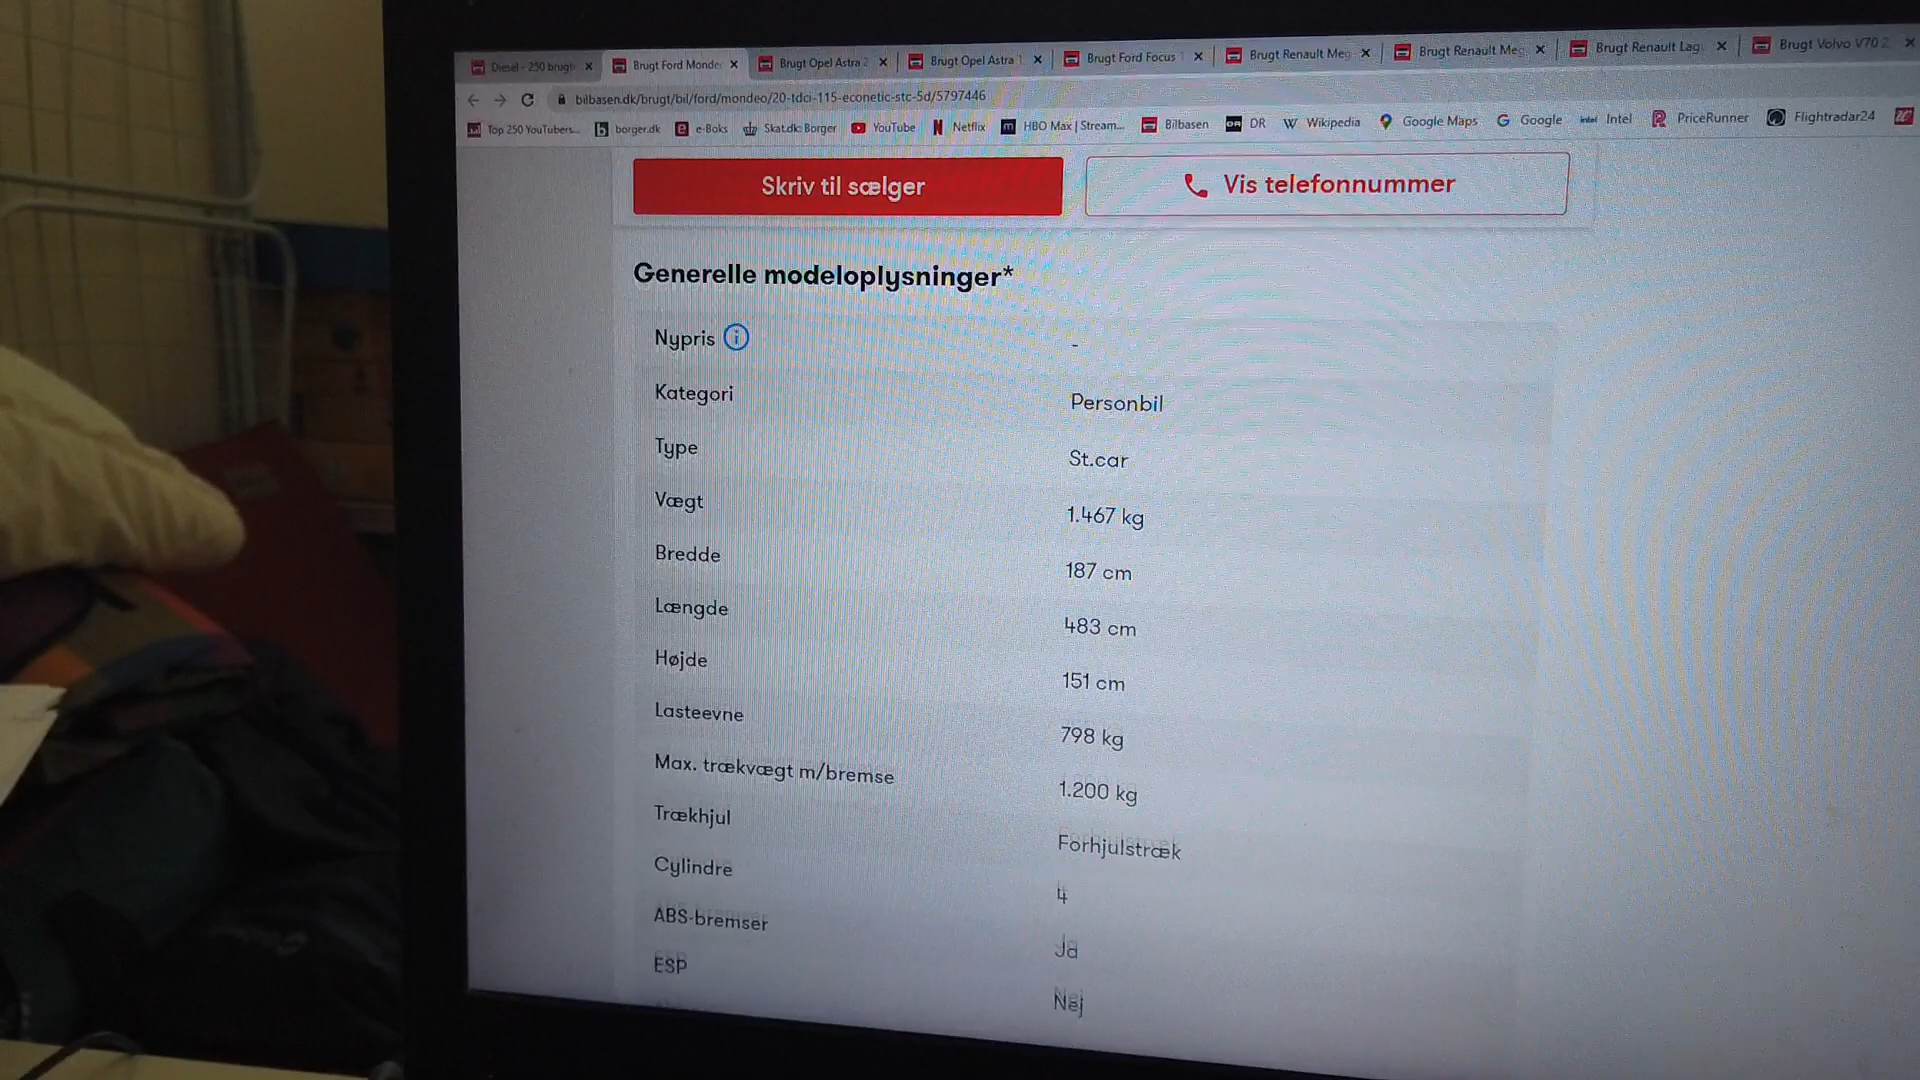 Diesel - 250 brugt
Brugt Ford Monde
Brugt Opel Astra 2
Brugt Opel Astra 1
Brugt Ford Focus 1
Brugt Renault Meg
Brugt Renault Meg
Brugt Renault Lag
Brugt Volvo V70 2
bilbasen.dk/brugt/bil/ford/mondeo/20-tdci-115-econetic-stc-5d/5797446
Top 250 YouTubers... borger.dk e-Boks Skat.dk: Borger YouTube Netflix HBO Max | Stream... Bilbasen DR Wikipedia Google Maps Google Intel PriceRunner Flightradar24
Skriv til sælger
Vis telefonnummer
Generelle modeloplysninger*
Nypris -
Kategori Personbil
Type St.car
Vægt 1.467 kg
Bredde 187 cm
Længde 483 cm
Højde 151 cm
Lasteevne 798 kg
Max. trækvægt m/bremse 1.200 kg
Trækhjul Forhjulstræk
Cylindre 4
ABS-bremser Ja
ESP Nej